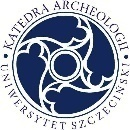 KATEDRA ARCHEOLOGII
UNIWERSYTET SZCZECIŃSKI